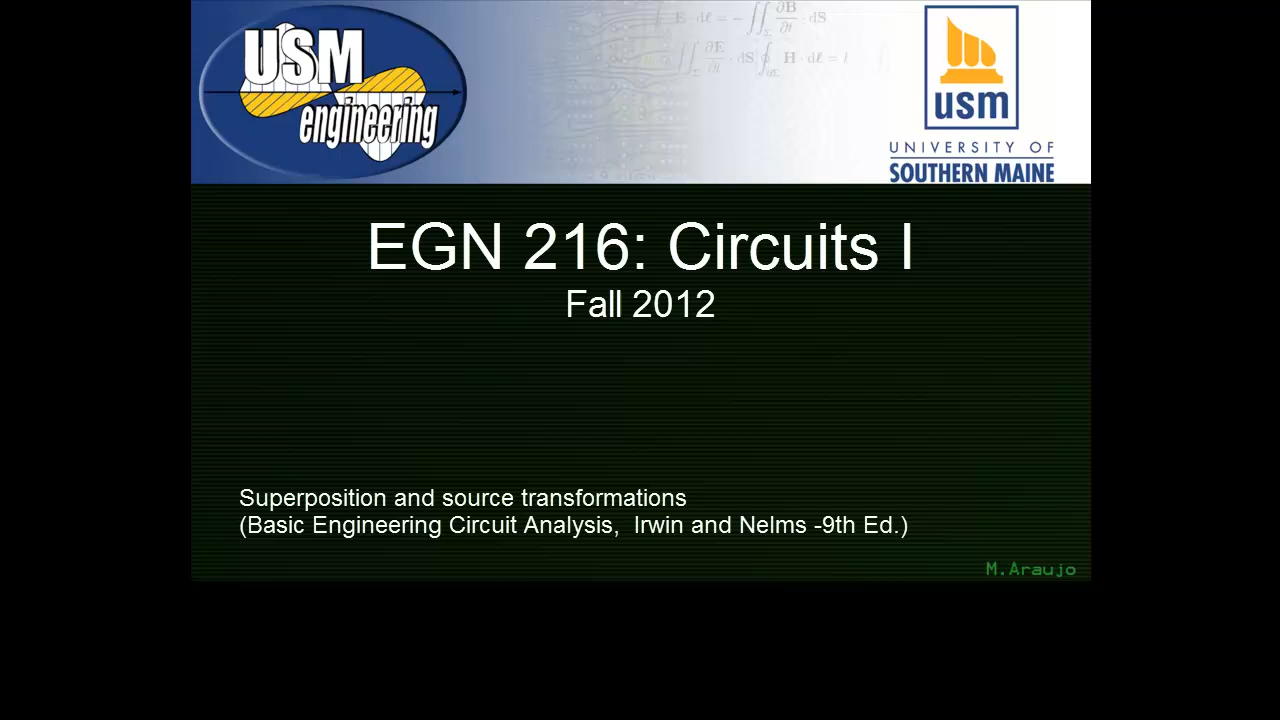 USM
engineering
usm
UNIVERSITY OF
SOUTHERN MAINE
EGN 216: Circuits I
Fall 2012
Superposition and source transformations
(Basic Engineering Circuit Analysis,  Irwin and Nelms -9th Ed.)
M.Araujo